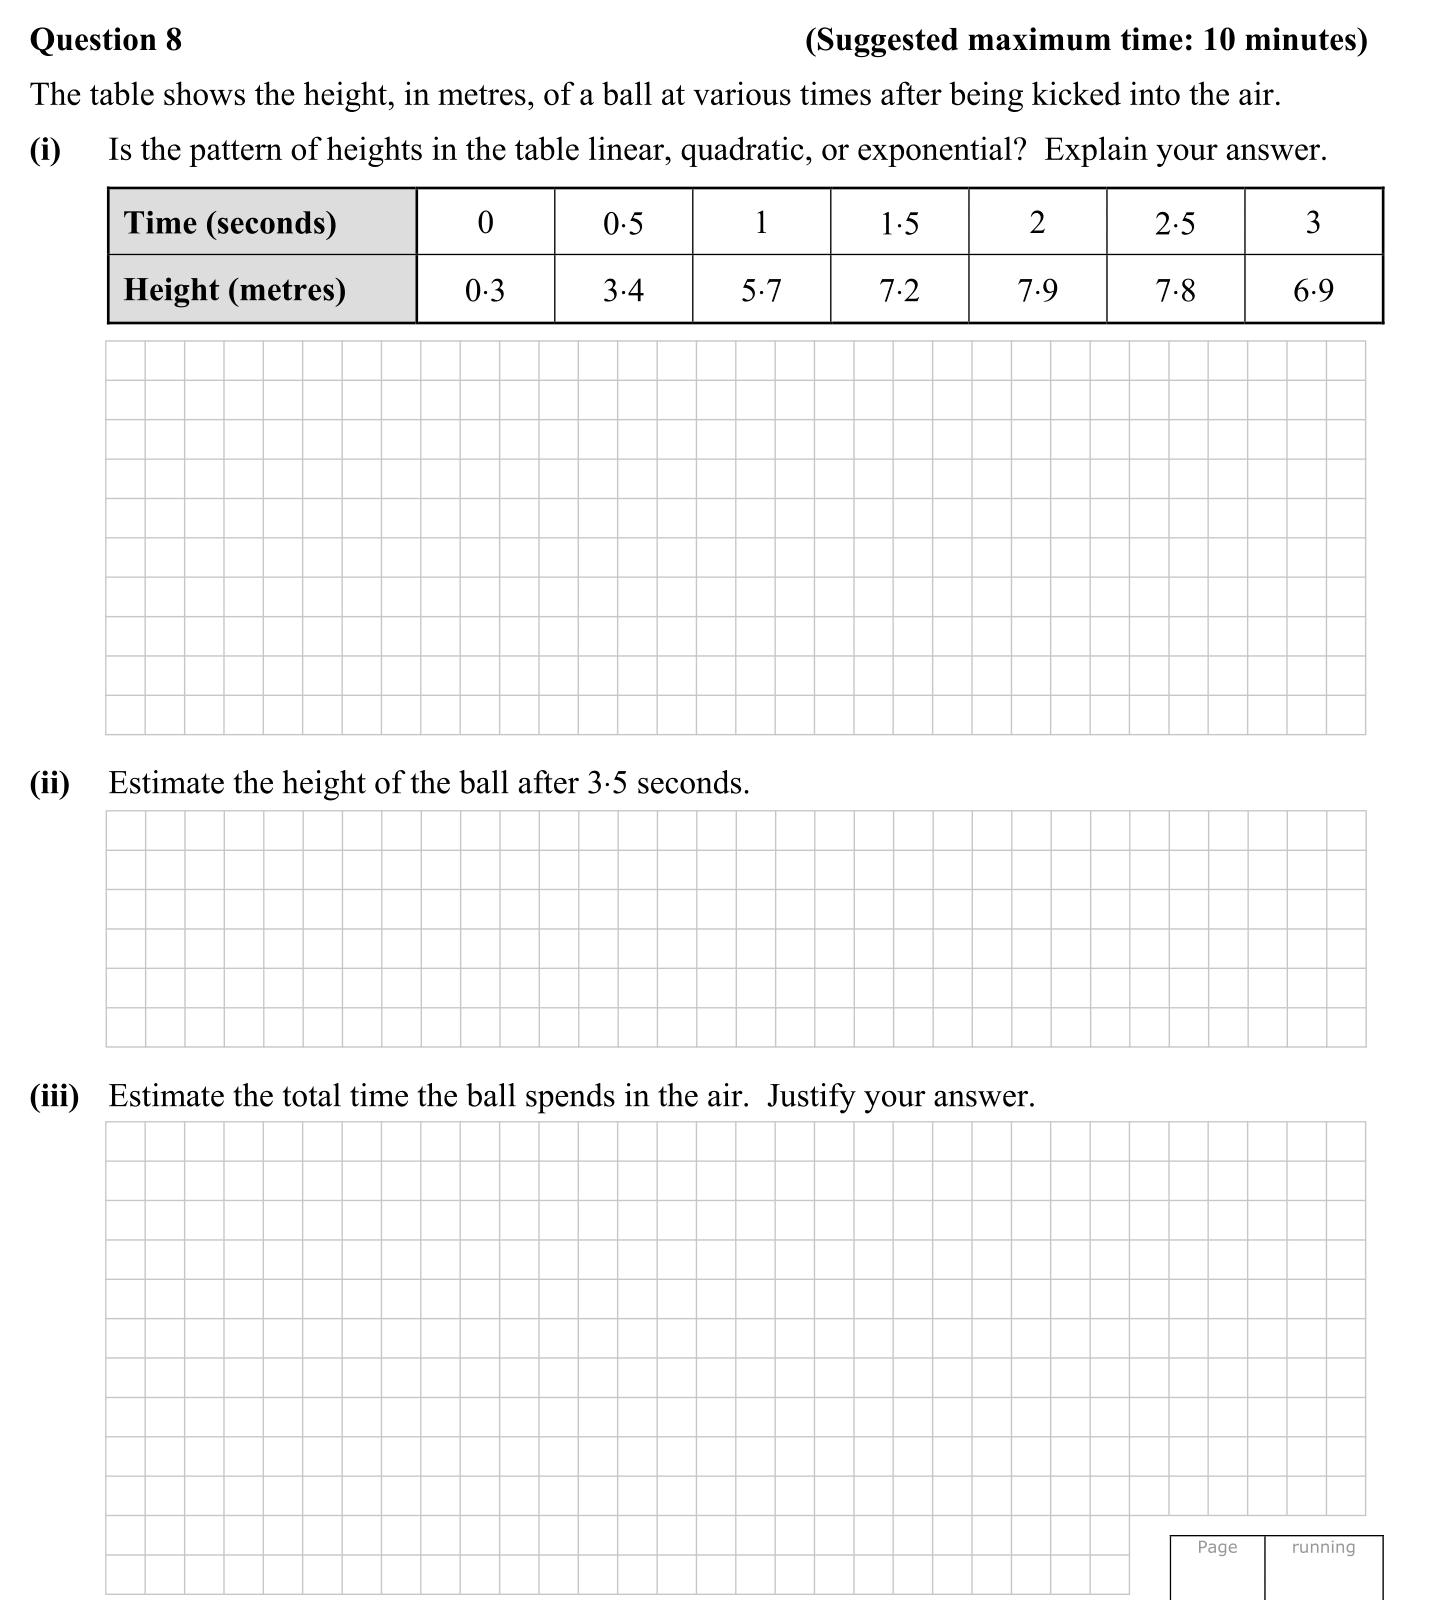 Question 8 (Suggested maximum time: 10 minutes)
The table shows the height, in metres, of a ball at various times after being kicked into the air.
(i) Is the pattern of heights in the table linear, quadratic, or exponential? Explain your answer.
Time (seconds) 0 0·5 1 1·5 2 2·5 3
Height (metres) 0·3 3·4 5·7 7·2 7·9 7·8 6·9
(ii) Estimate the height of the ball after 3·5 seconds.
(iii) Estimate the total time the ball spends in the air. Justify your answer.
Page running